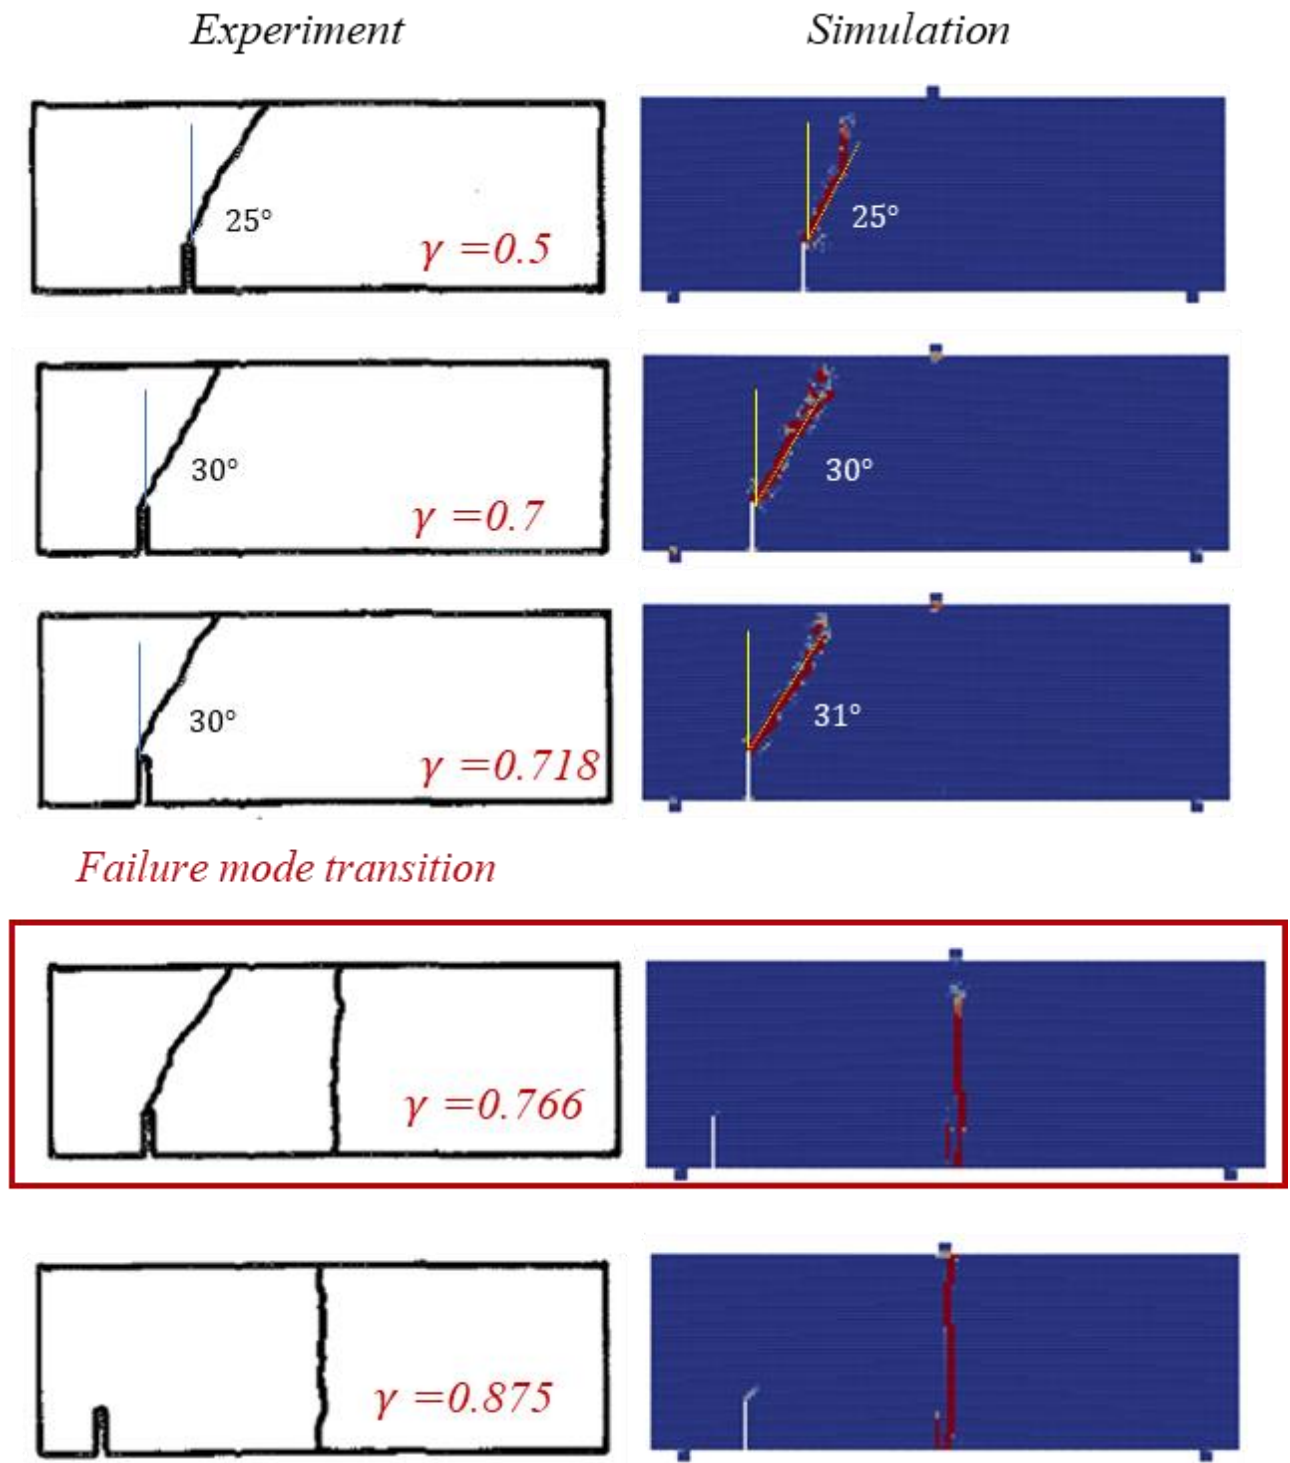 Experiment Simulation
25° γ =0.5 25°
30° γ =0.7 30°
30° γ =0.718 31°
Failure mode transition
γ =0.766
γ =0.875